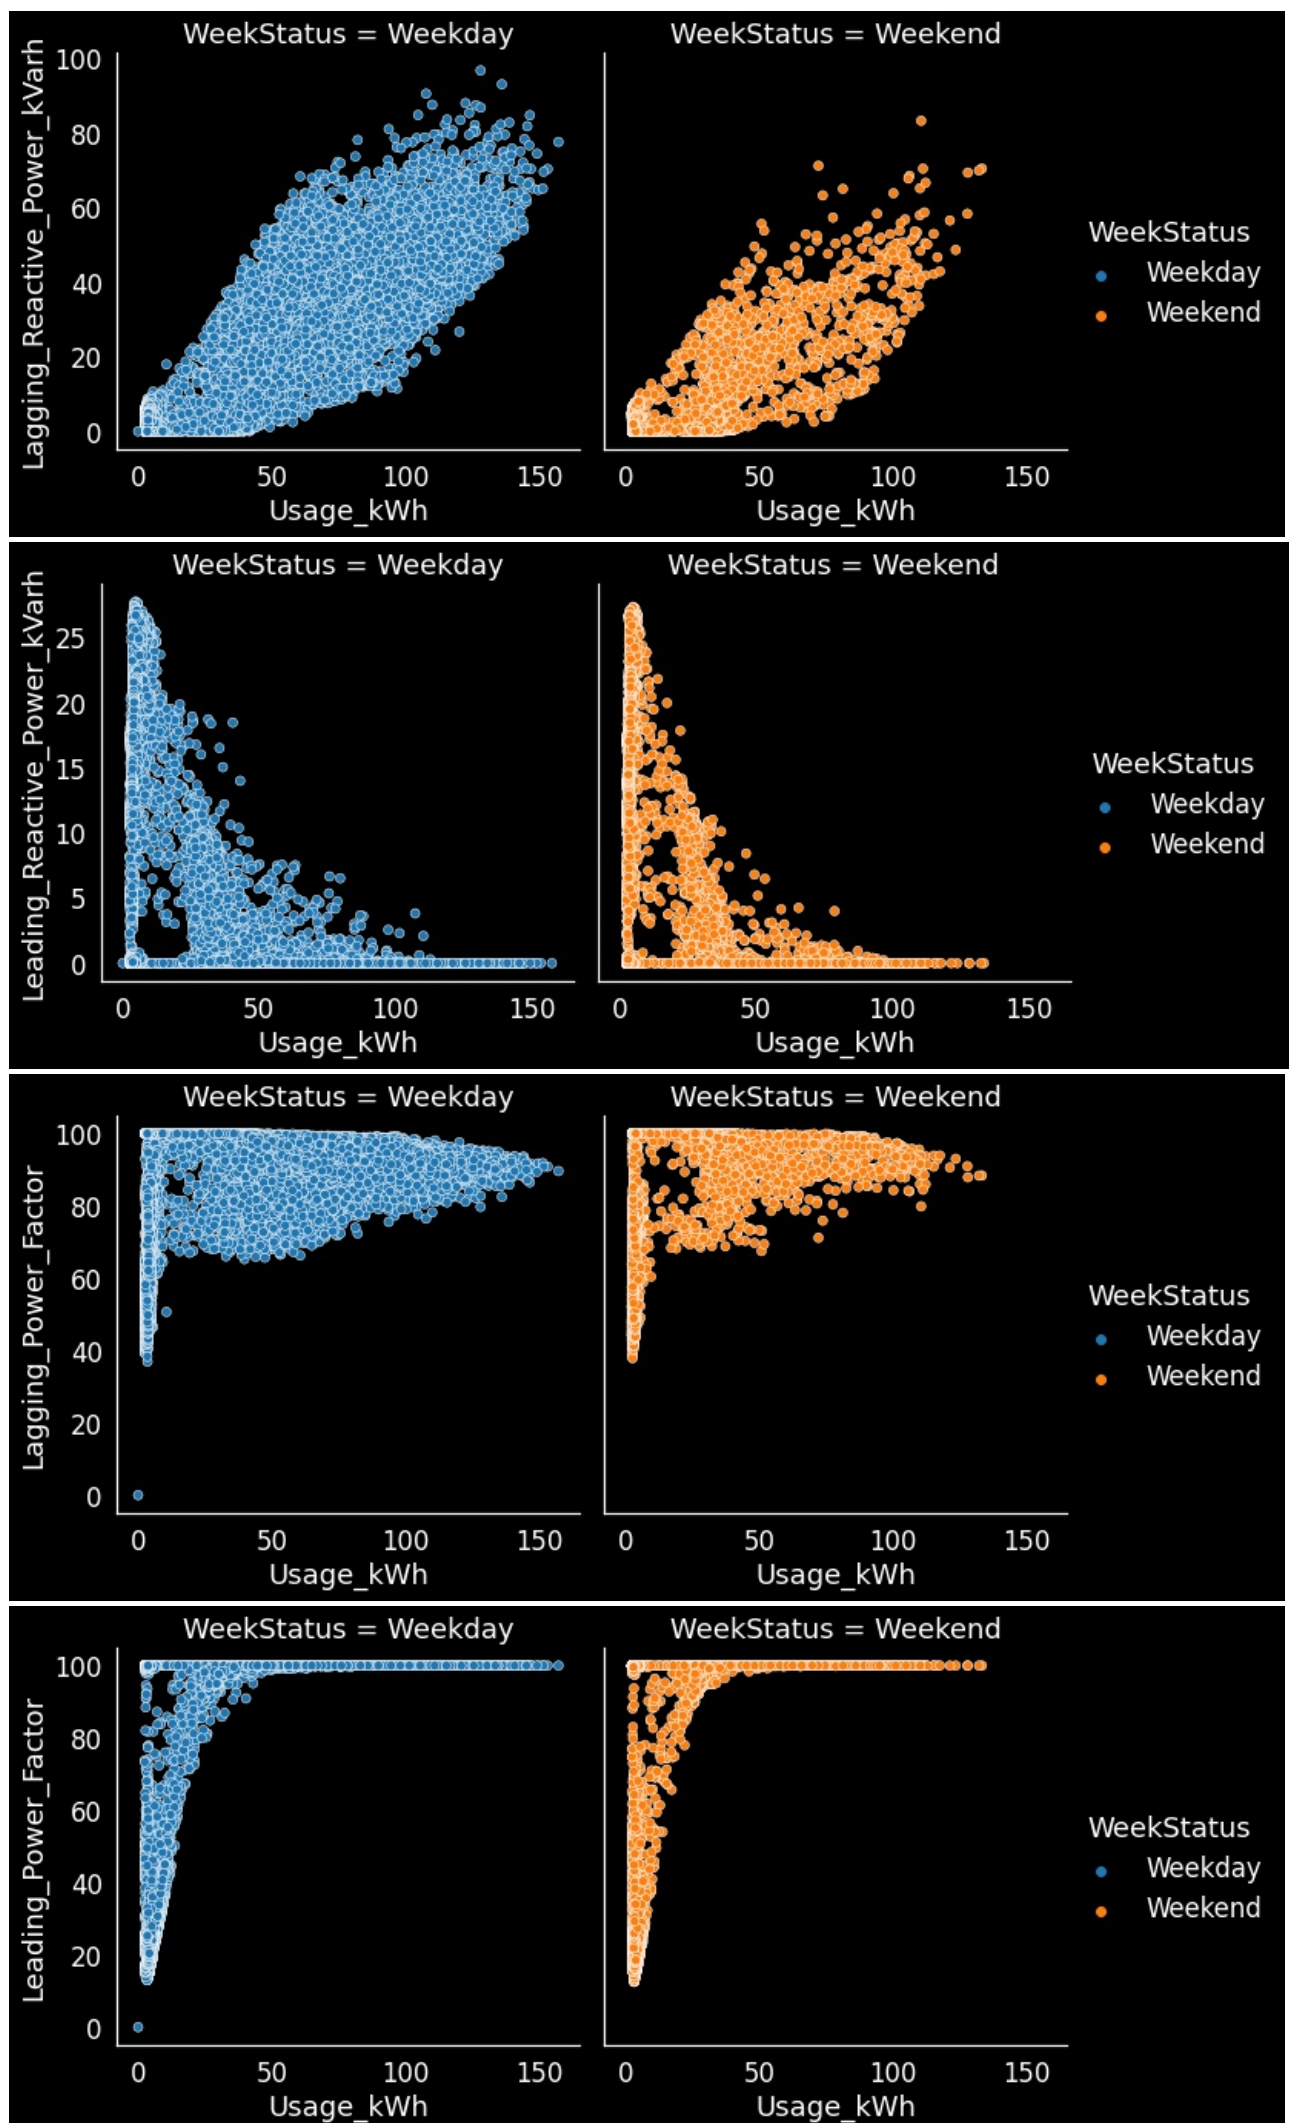 WeekStatus = Weekday
WeekStatus = Weekend
Lagging_Reactive_Power_kVarh
100
80
60
40
20
0
0 50 100 150
Usage_kWh
0 50 100 150
Usage_kWh
WeekStatus
Weekday
Weekend
WeekStatus = Weekday
WeekStatus = Weekend
Leading_Reactive_Power_kVarh
25
20
15
10
5
0
0 50 100 150
Usage_kWh
0 50 100 150
Usage_kWh
WeekStatus
Weekday
Weekend
WeekStatus = Weekday
WeekStatus = Weekend
Lagging_Power_Factor
100
80
60
40
20
0
0 50 100 150
Usage_kWh
0 50 100 150
Usage_kWh
WeekStatus
Weekday
Weekend
WeekStatus = Weekday
WeekStatus = Weekend
Leading_Power_Factor
100
80
60
40
20
0
0 50 100 150
Usage_kWh
0 50 100 150
Usage_kWh
WeekStatus
Weekday
Weekend